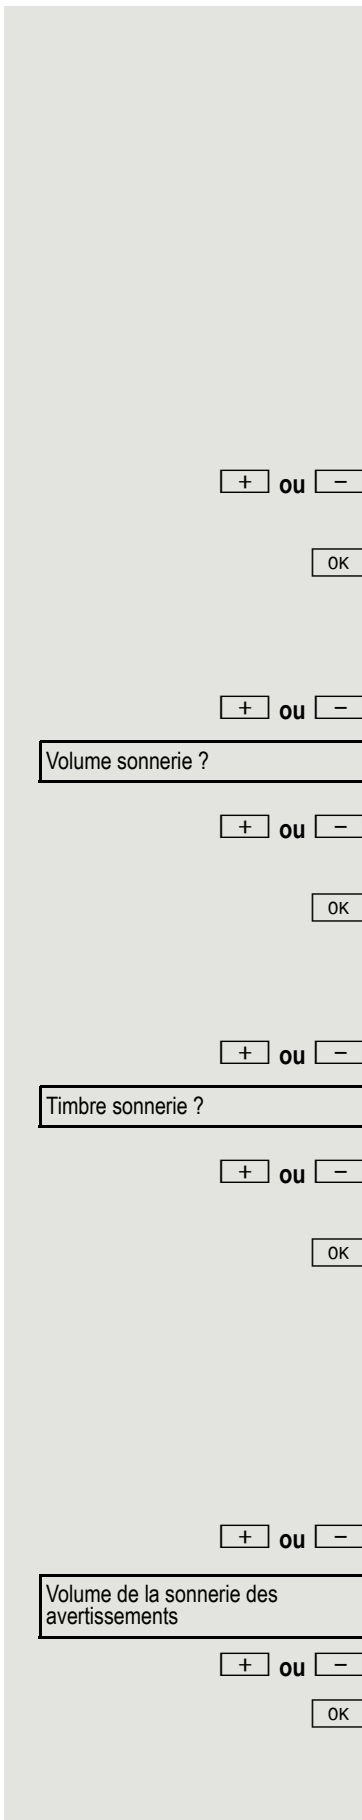 + ou −
OK
+ ou −
Volume sonnerie ?
+ ou −
OK
+ ou −
Timbre sonnerie ?
+ ou −
OK
+ ou −
Volume de la sonnerie des
avertissements
+ ou −
OK